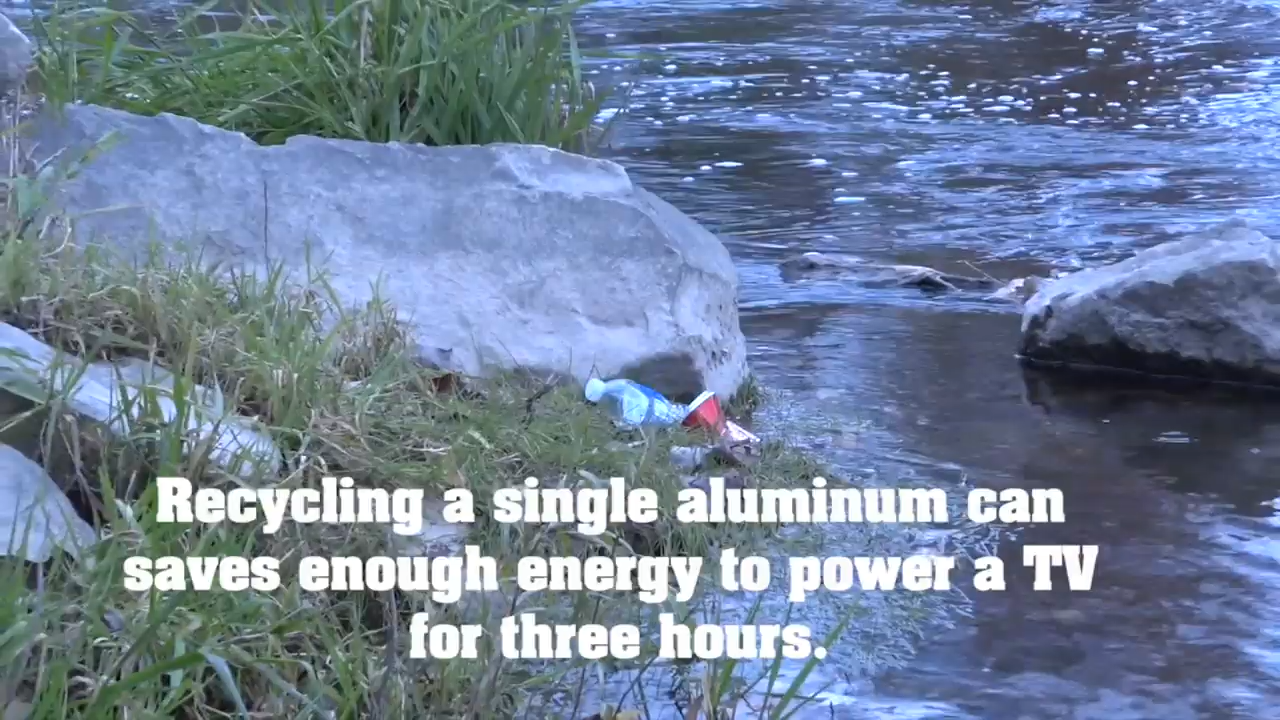 Recycling a single aluminum can
saves enough energy to power a TV
for three hours.